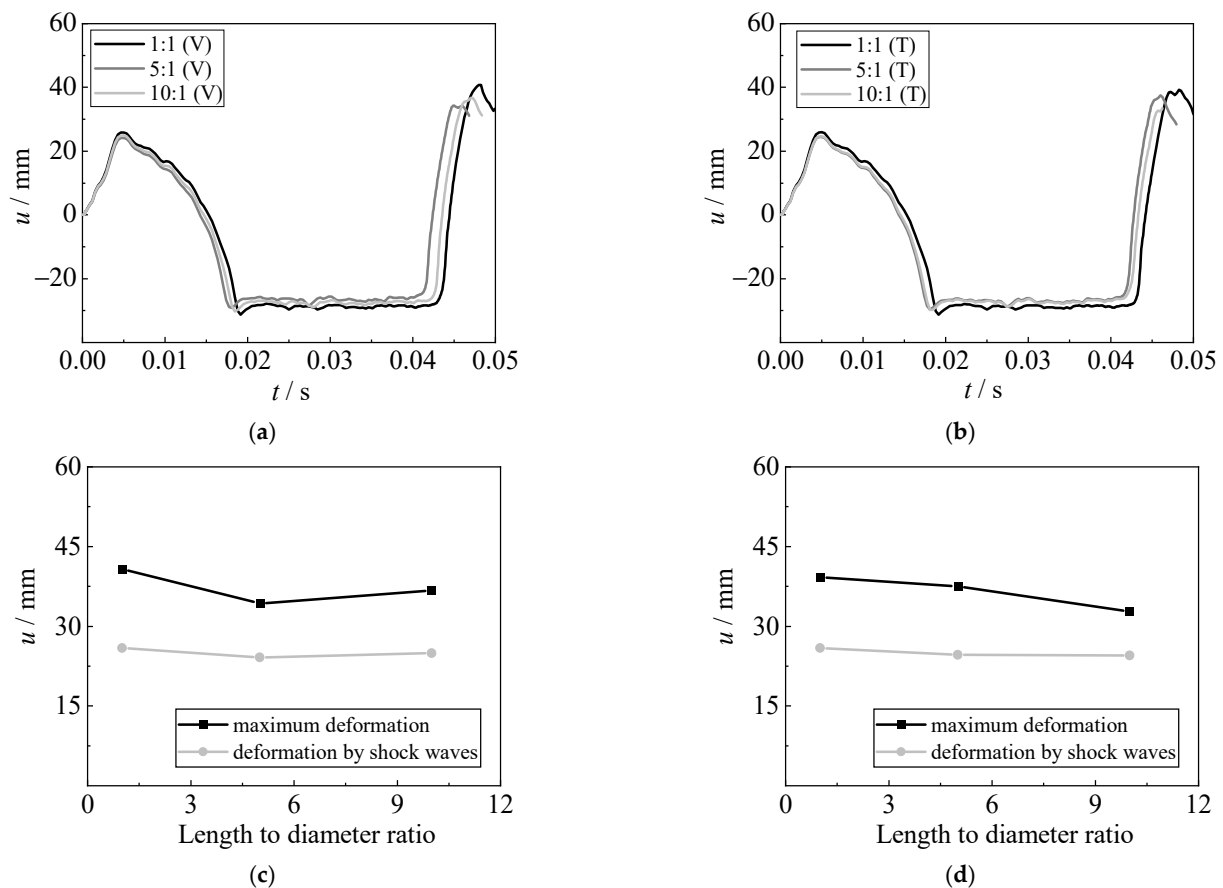 60
40
20
0
−20
u / mm
1:1 (V)
5:1 (V)
10:1 (V)
0.00 0.01 0.02 0.03 0.04 0.05
t / s
(a)
60
40
20
0
−20
u / mm
1:1 (T)
5:1 (T)
10:1 (T)
0.00 0.01 0.02 0.03 0.04 0.05
t / s
(b)
60
45
30
15
u / mm
maximum deformation
deformation by shock waves
0 3 6 9 12
Length to diameter ratio
(c)
60
45
30
15
u / mm
maximum deformation
deformation by shock waves
0 3 6 9 12
Length to diameter ratio
(d)